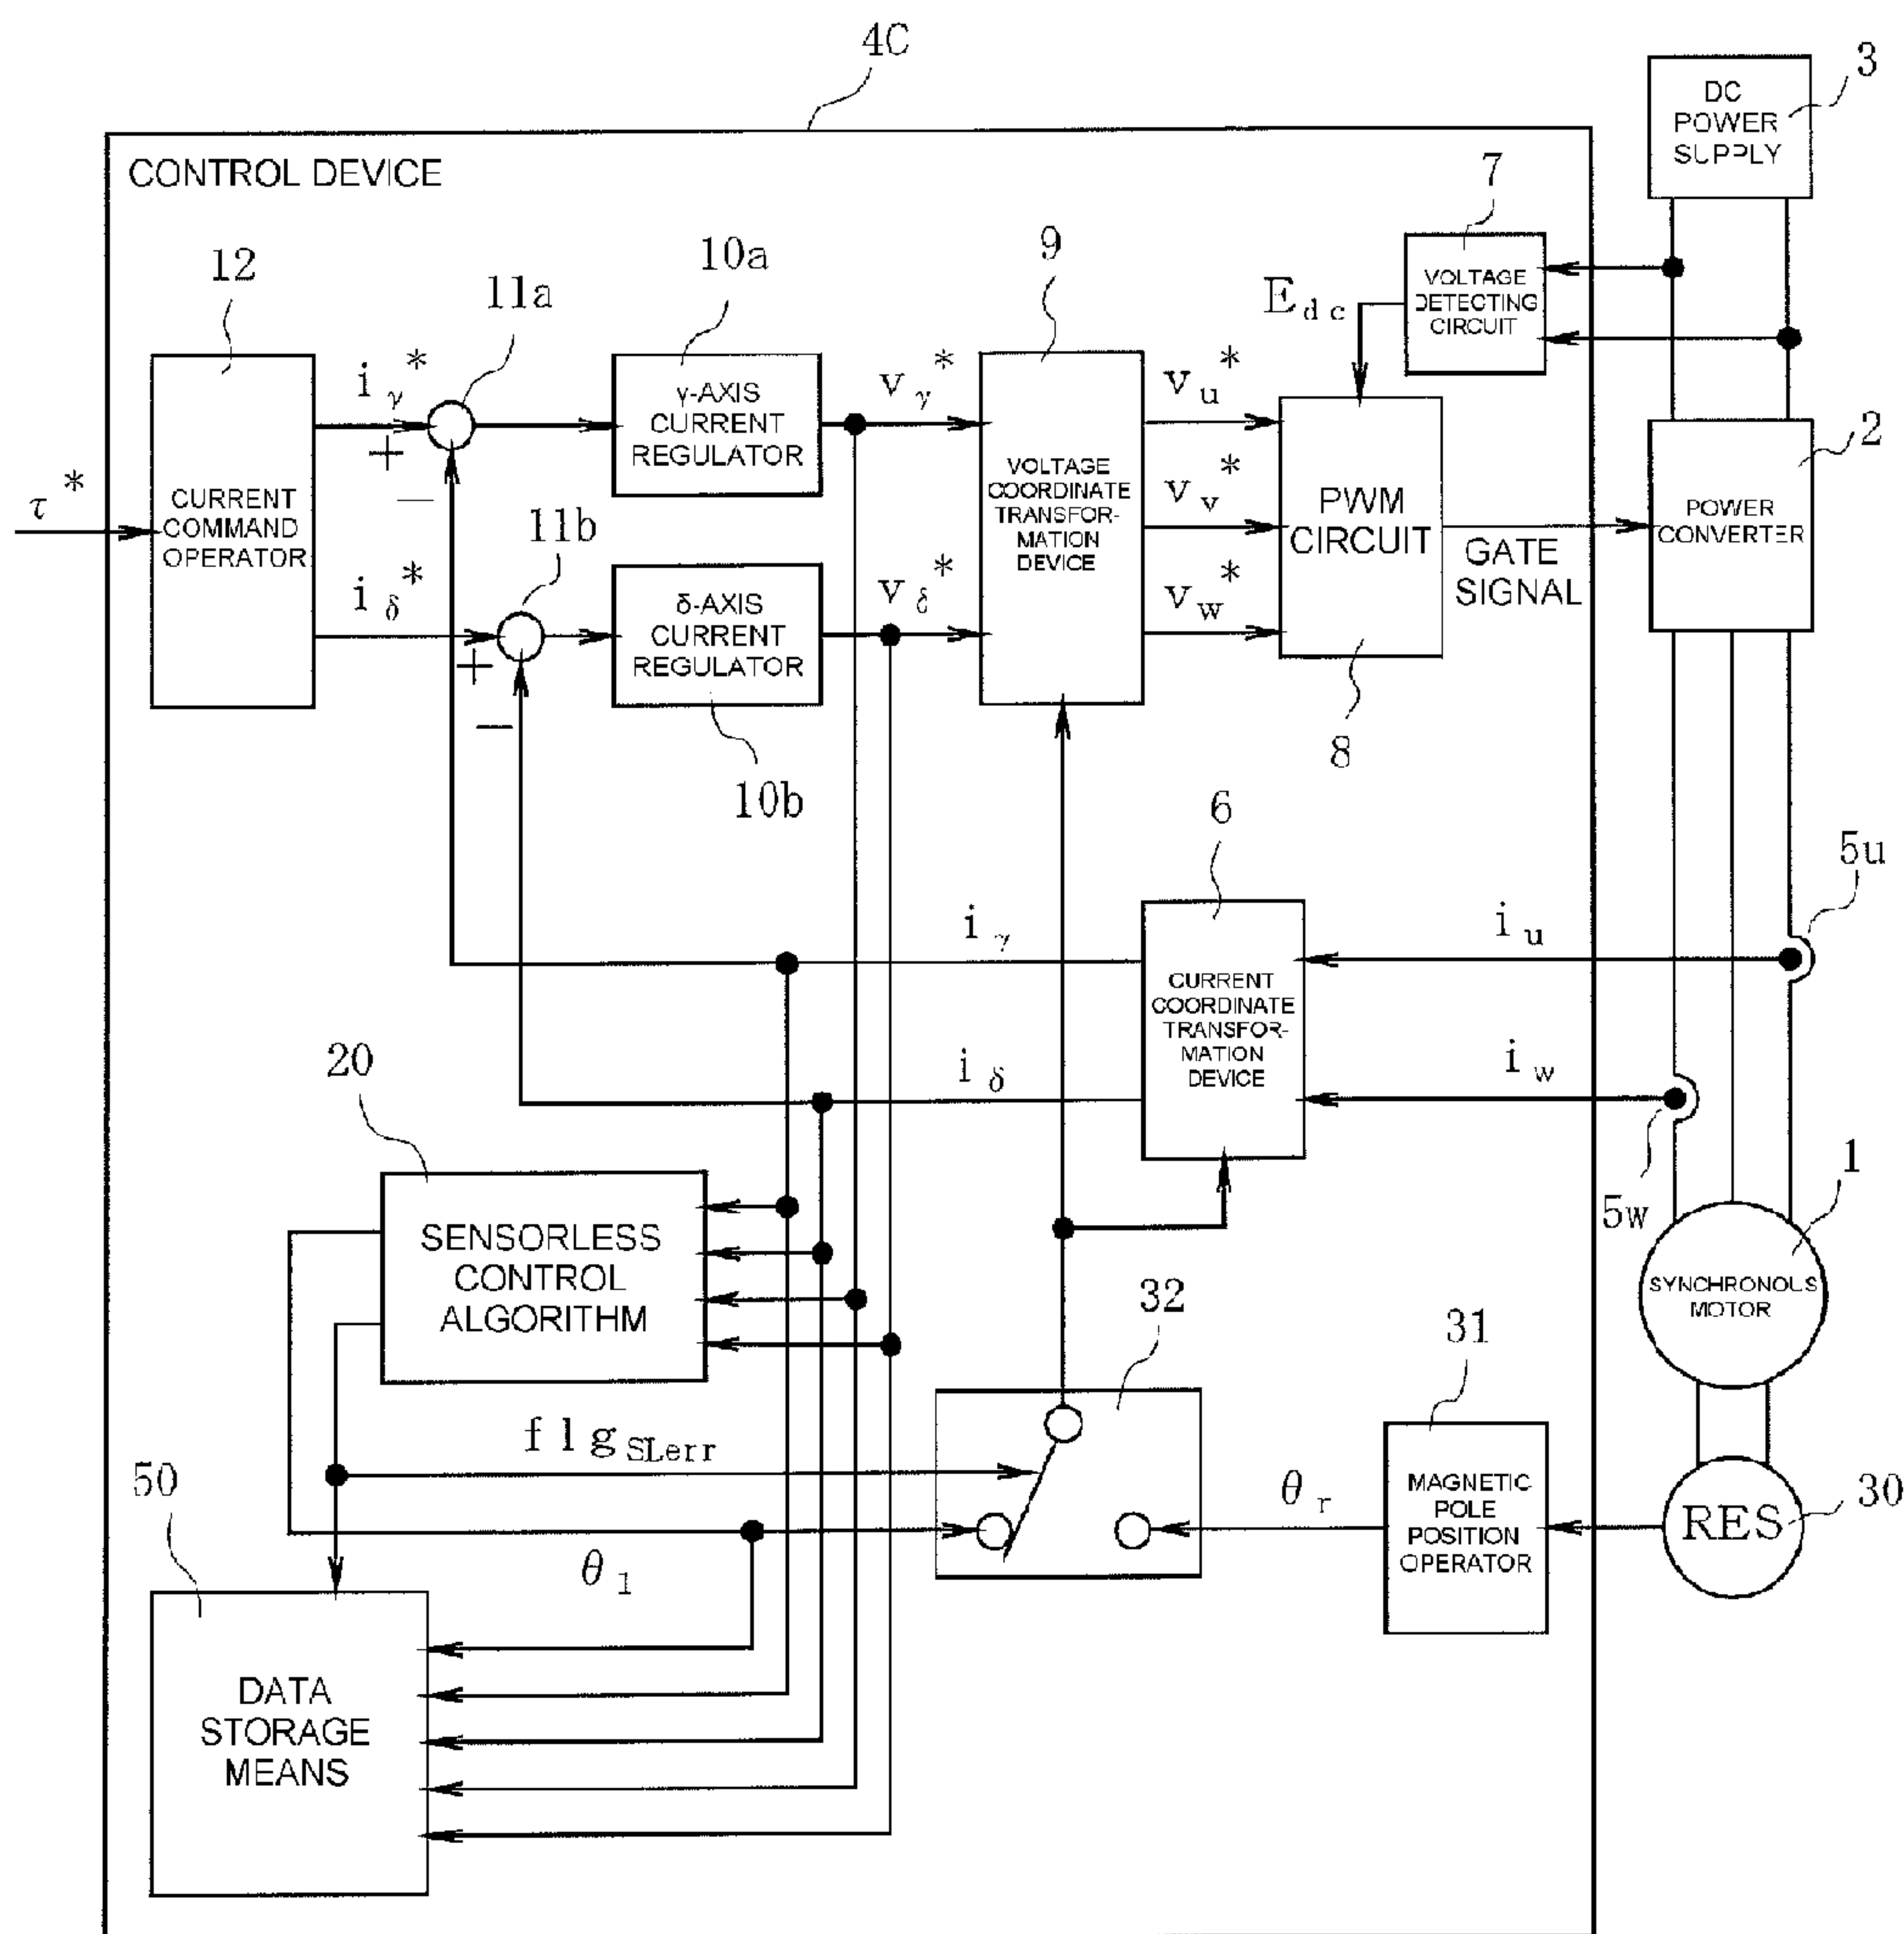 4C
3
DC
POWER
SUPPLY
CONTROL DEVICE
7
VOLTAGE
DETECTING
CIRCUIT
12
11a
10a
9
E dc
i γ *
γ-AXIS
CURRENT
REGULATOR
v γ *
v u *
2
+
−
τ *
CURRENT
COMMAND
OPERATOR
VOLTAGE
COORDINATE
TRANSFOR-
MATION
DEVICE
v v *
PWM
CIRCUIT
POWER
CONVERTER
11b
GATE
SIGNAL
i δ *
δ-AXIS
CURRENT
REGULATOR
v δ *
v w *
+
−
10b
8
6
5u
i γ
i u
CURRENT
COORDINATE
TRANSFOR-
MATION
DEVICE
20
i δ
i w
5w
1
SENSORLESS
CONTROL
ALGORITHM
SYNCHRONOUS
MOTOR
32
31
flg SLerr
50
θ r
MAGNETIC
POLE
POSITION
OPERATOR
RES
30
θ 1
DATA
STORAGE
MEANS